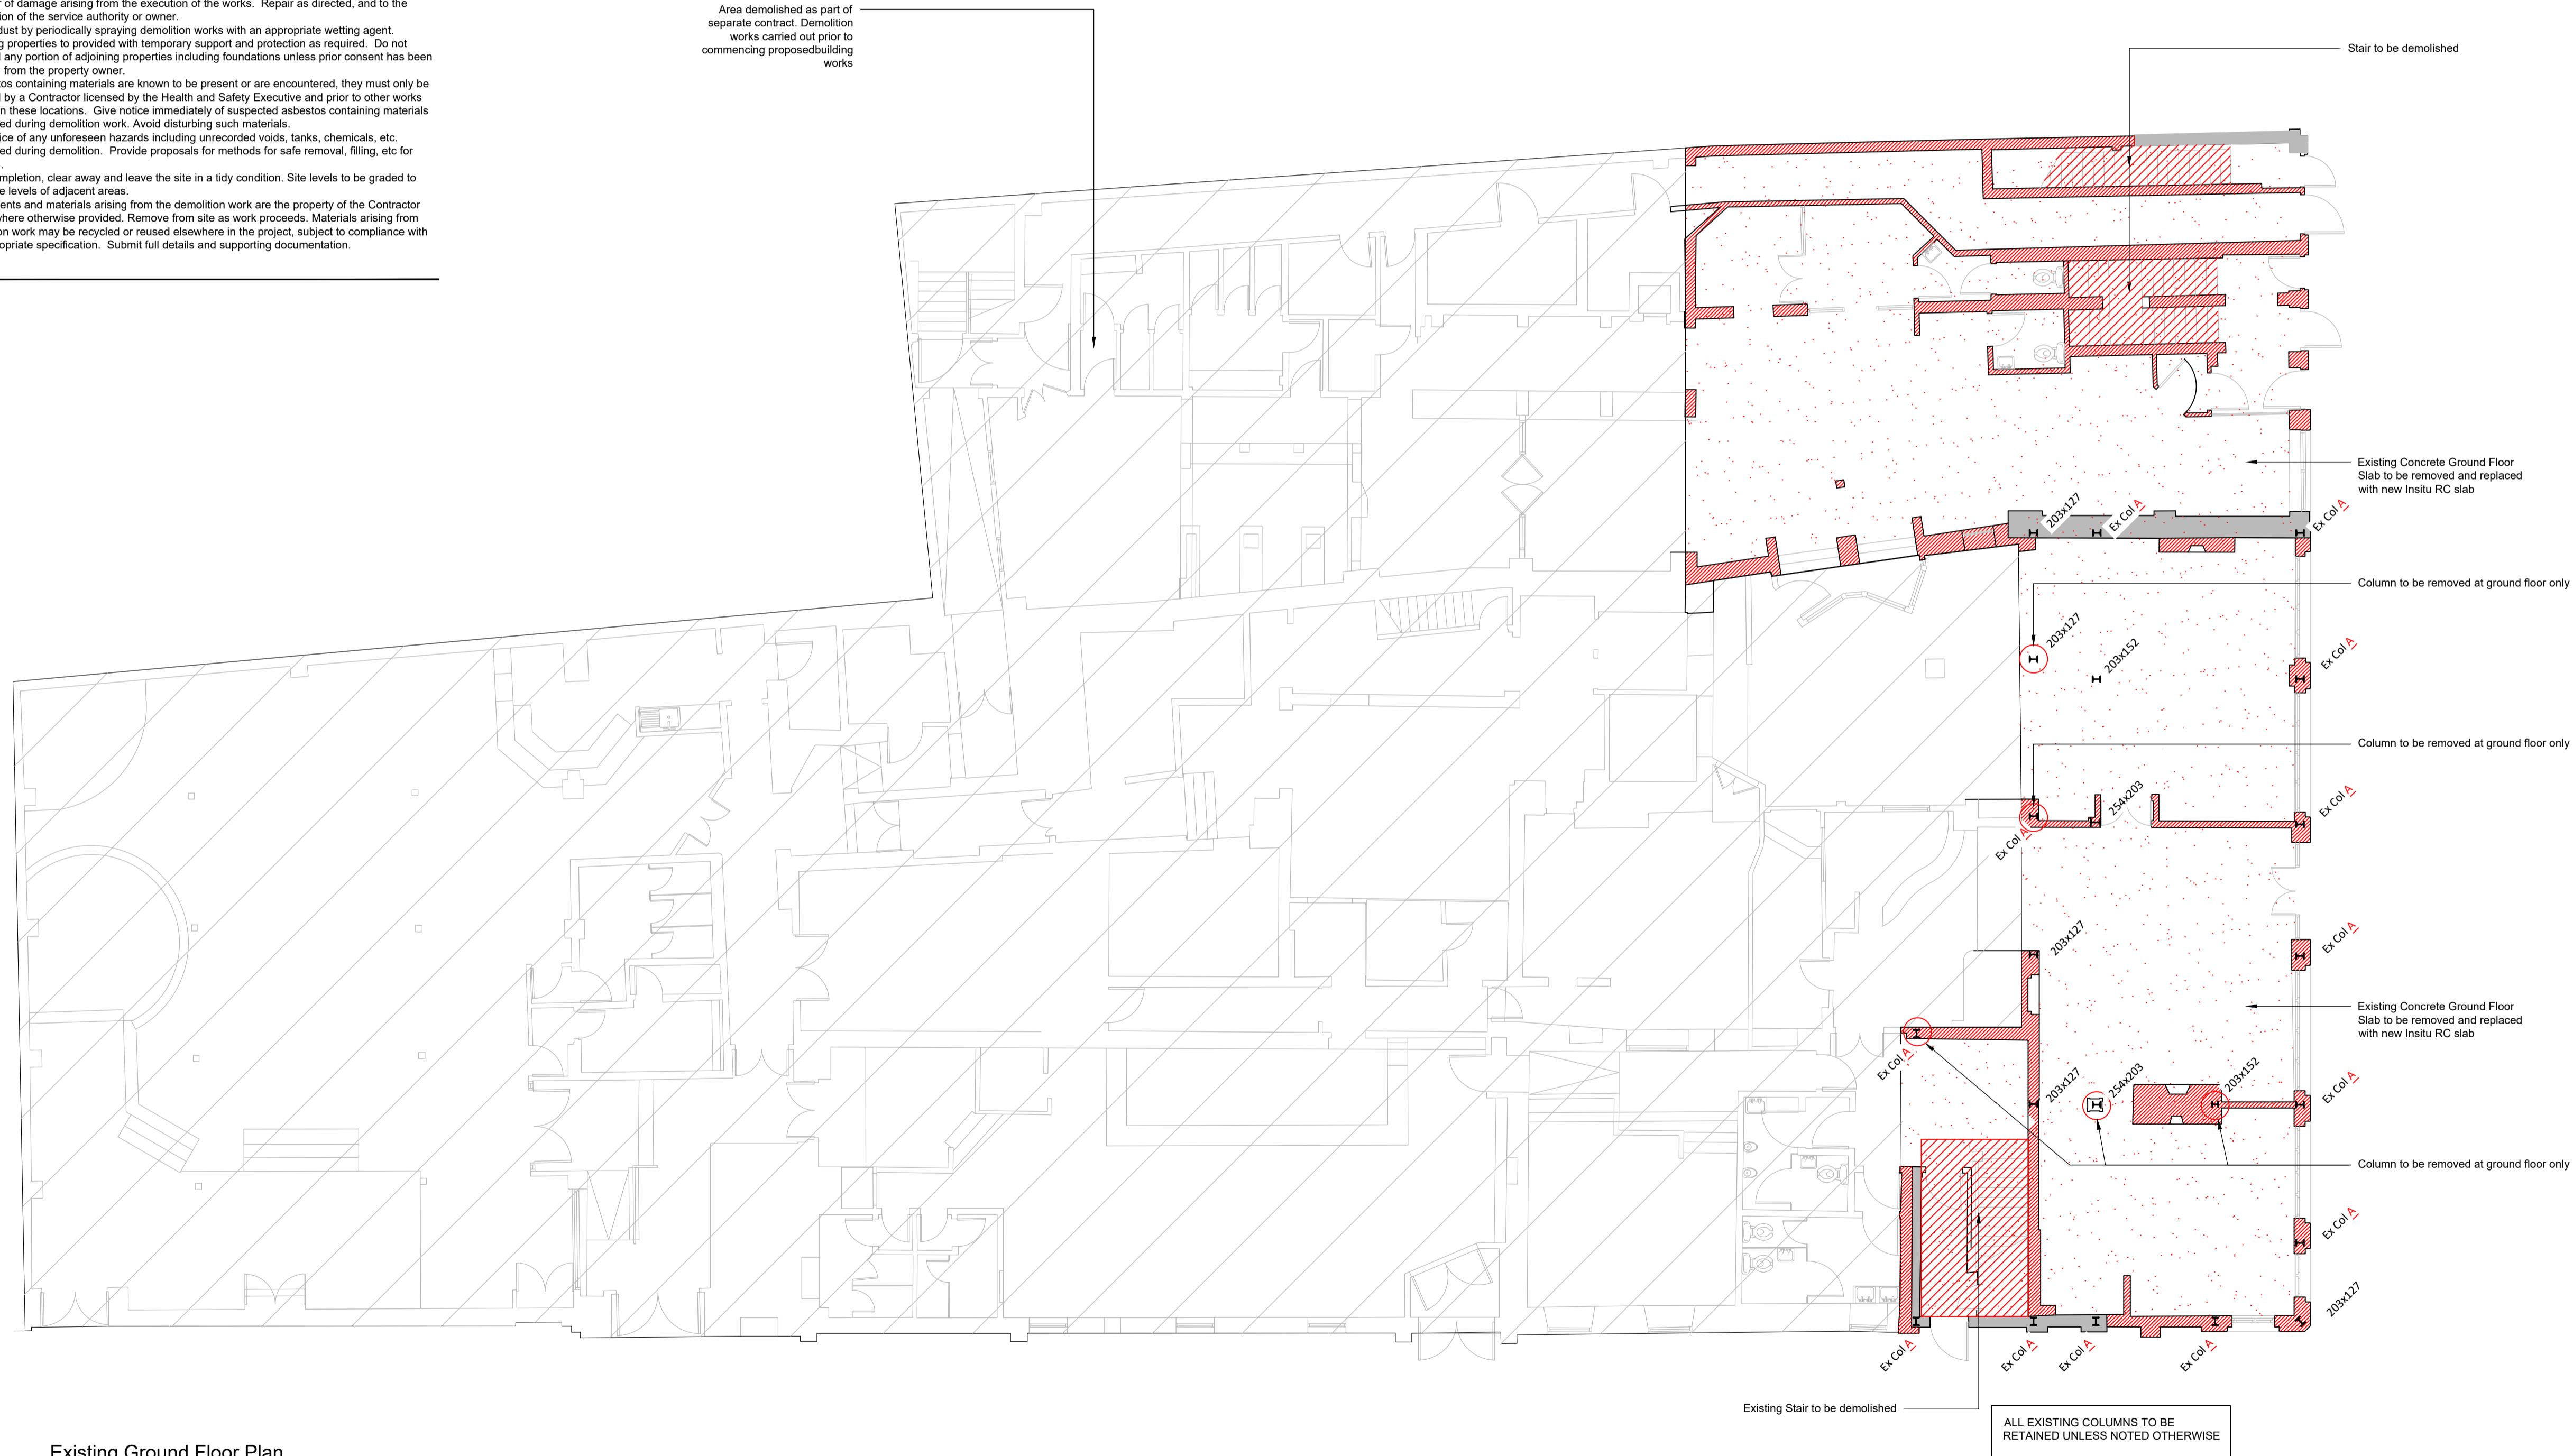 of damage arising from the execution of the works. Repair as directed, and to the
of the service authority or owner.
dust by periodically spraying demolition works with an appropriate wetting agent.
properties to provided with temporary support and protection as required. Do not
any portion of adjoining properties including foundations unless prior consent has been
from the property owner.
containing materials are known to be present or are encountered, they must only be
by a Contractor licensed by the Health and Safety Executive and prior to other works
in these locations. Give notice immediately of suspected asbestos containing materials
during demolition work. Avoid disturbing such materials.
of any unforeseen hazards including unrecorded voids, tanks, chemicals, etc.
during demolition. Provide proposals for methods for safe removal, filling, etc for
clear away and leave the site in a tidy condition. Site levels to be graded to
levels of adjacent areas.
and materials arising from the demolition work are the property of the Contractor
where otherwise provided. Remove from site as work proceeds. Materials arising from
work may be recycled or reused elsewhere in the project, subject to compliance with
specification. Submit full details and supporting documentation.
Area demolished as part of
separate contract. Demolition
works carried out prior to
commencing proposedbuilding
works
Stair to be demolished
Existing Concrete Ground Floor
Slab to be removed and replaced
with new Insitu RC slab
203x127
Ex Col A
Ex Col A
Column to be removed at ground floor only
203x127
203x152
Ex Col A
Column to be removed at ground floor only
254x203
Ex Col A
Ex Col A
203x127
Ex Col A
Existing Concrete Ground Floor
Slab to be removed and replaced
with new Insitu RC slab
Ex Col A
203x127
254x203
203x152
Ex Col A
Column to be removed at ground floor only
Ex Col A
203x127
Ex Col A
Ex Col A
Ex Col A
Ex Col A
Existing Stair to be demolished
ALL EXISTING COLUMNS TO BE
RETAINED UNLESS NOTED OTHERWISE
Existing Ground Floor Plan